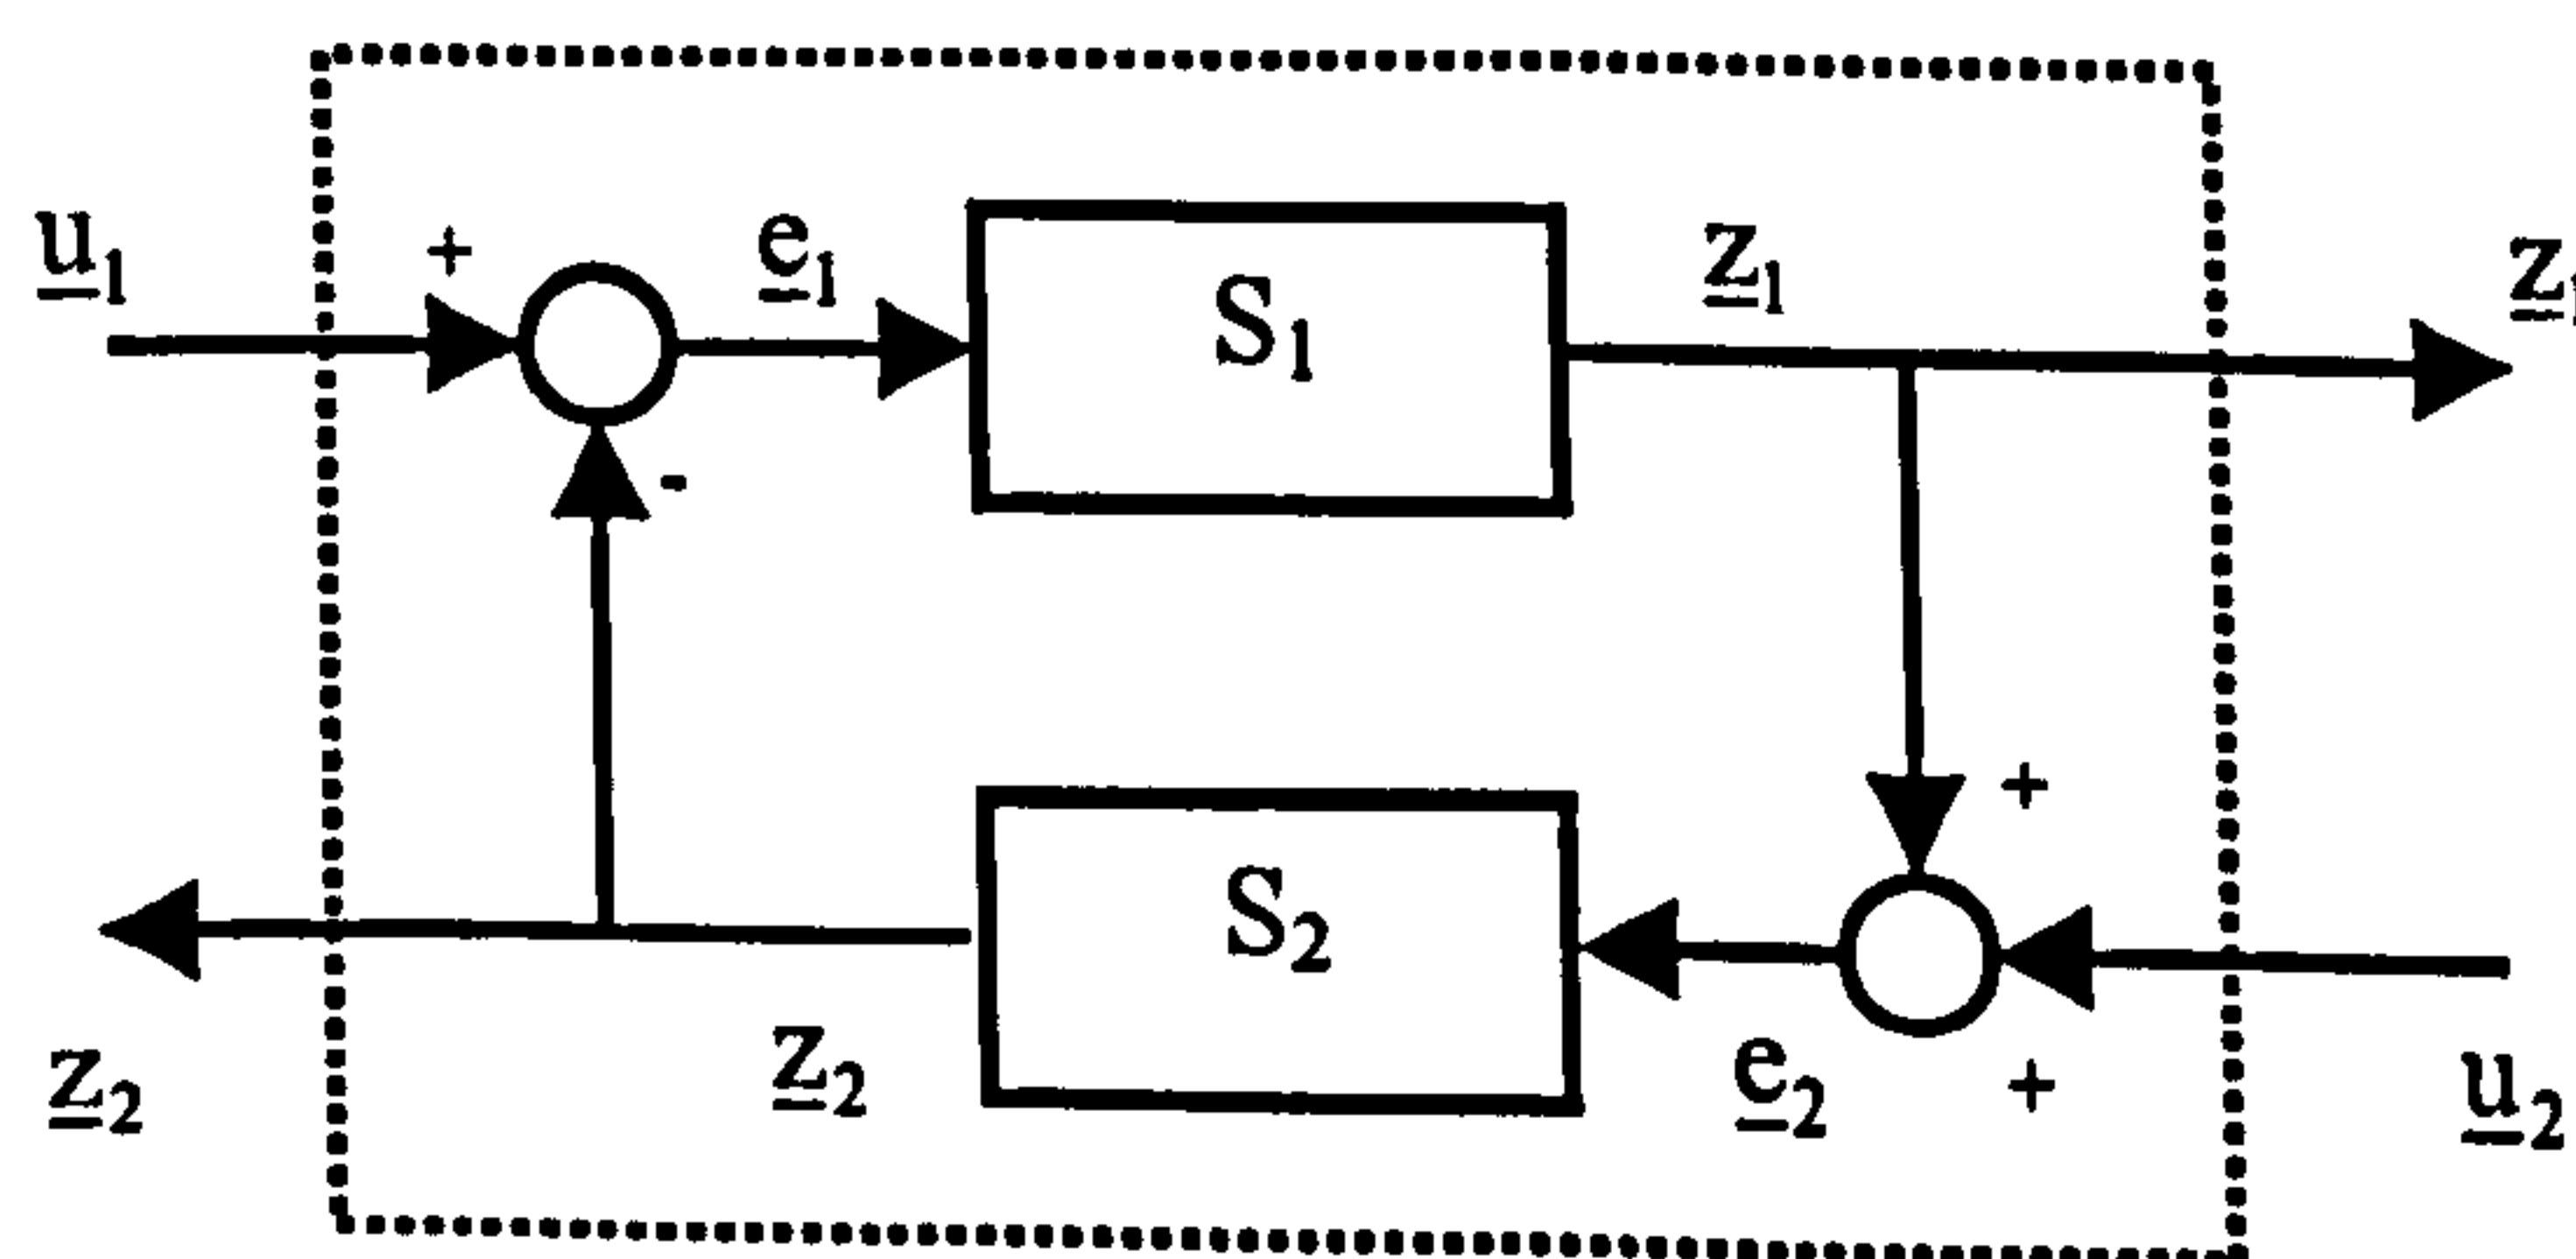 u₁
+
e₁
S₁
z₁
z₁
-
+
S₂
z₂
z₂
e₂
+
u₂